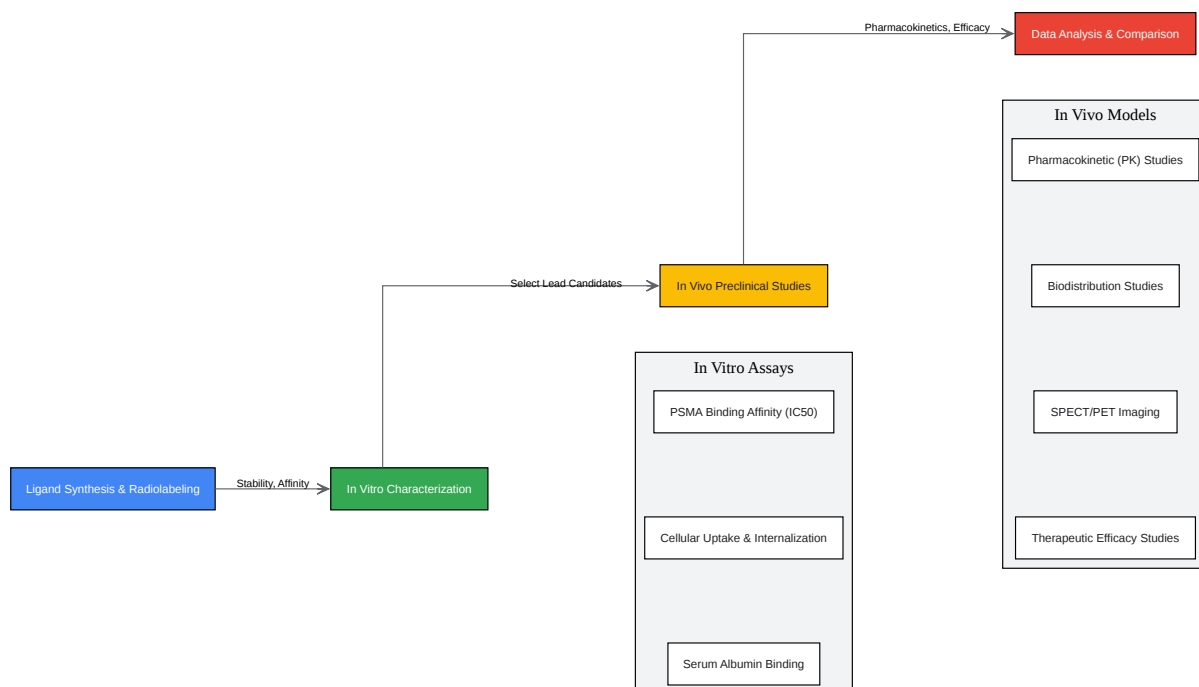 Pharmacokinetics, Efficacy
Data Analysis & Comparison
In Vivo Models
Pharmacokinetic (PK) Studies
Biodistribution Studies
SPECT/PET Imaging
Therapeutic Efficacy Studies
Select Lead Candidates
In Vivo Preclinical Studies
In Vitro Assays
PSMA Binding Affinity (IC50)
Cellular Uptake & Internalization
Serum Albumin Binding
Ligand Synthesis & Radiolabeling
Stability, Affinity
In Vitro Characterization